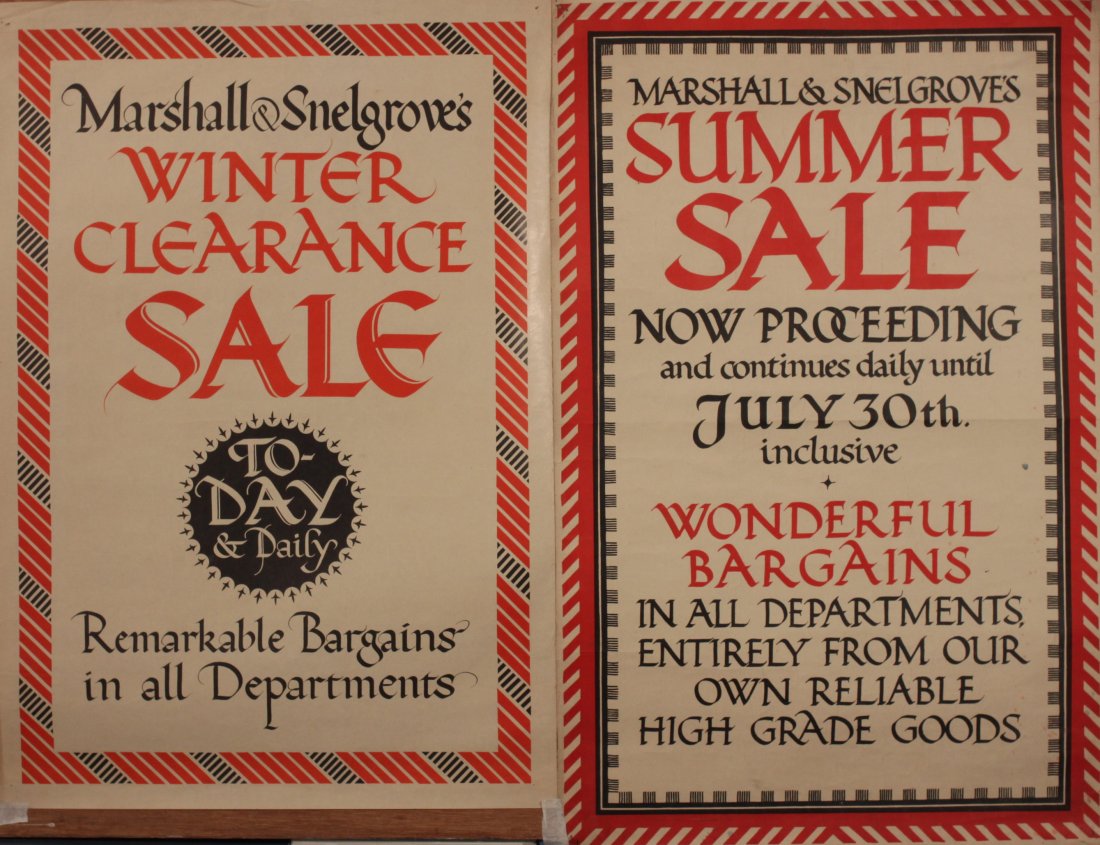 Marshall & Snelgrove's
WINTER
CLEARANCE
SALE
TO-
DAY
& Daily
Remarkable Bargains
in all Departments
MARSHALL & SNELGROVE'S
SUMMER
SALE
NOW PROCEEDING
and continues daily until
JULY 30th.
inclusive
WONDERFUL
BARGAINS
IN ALL DEPARTMENTS,
ENTIRELY FROM OUR
OWN RELIABLE
HIGH GRADE GOODS